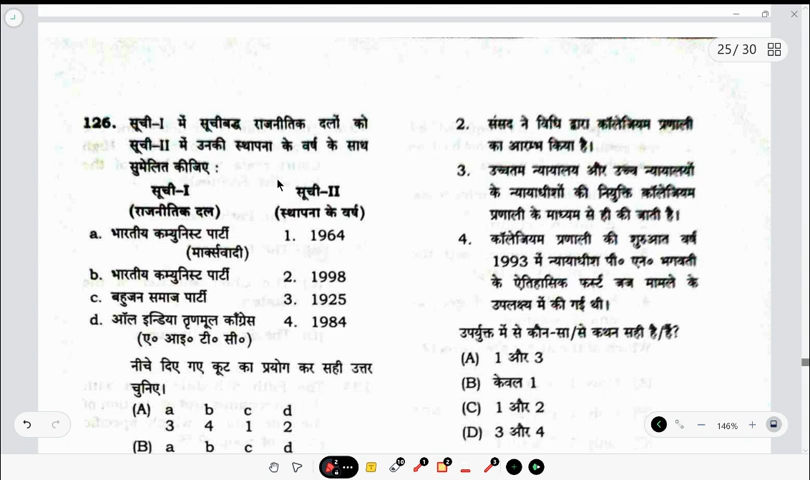 25/30
126. सूची-I में सूचीबद्ध राजनीतिक दलों को
सूची-II में उनकी स्थापना के वर्ष के साथ
सुमेलित कीजिए :
सूची-I सूची-II
(राजनीतिक दल) (स्थापना के वर्ष)
a. भारतीय कम्युनिस्ट पार्टी 1. 1964
(मार्क्सवादी)
b. भारतीय कम्युनिस्ट पार्टी 2. 1998
c. बहुजन समाज पार्टी 3. 1925
d. ऑल इन्डिया तृणमूल काँग्रेस 4. 1984
(ए० आइ० टी० सी०)
नीचे दिए गए कूट का प्रयोग कर सही उत्तर
चुनिए।
(A) a b c d
3 4 1 2
(B) a b c d
2. संसद ने विधि द्वारा कॉलेजियम प्रणाली
का आरम्भ किया है।
3. उच्चतम न्यायालय और उच्च न्यायालयों
के न्यायाधीशों की नियुक्ति कॉलेजियम
प्रणाली के माध्यम से ही की जाती है।
4. कॉलेजियम प्रणाली की शुरुआत वर्ष
1993 में न्यायाधीश पी० एन० भगवती
के ऐतिहासिक फर्स्ट जज मामले के
उपलक्ष्य में की गई थी।
उपर्युक्त में से कौन-सा/से कथन सही है/हैं?
(A) 1 और 3
(B) केवल 1
(C) 1 और 2
(D) 3 और 4
146%